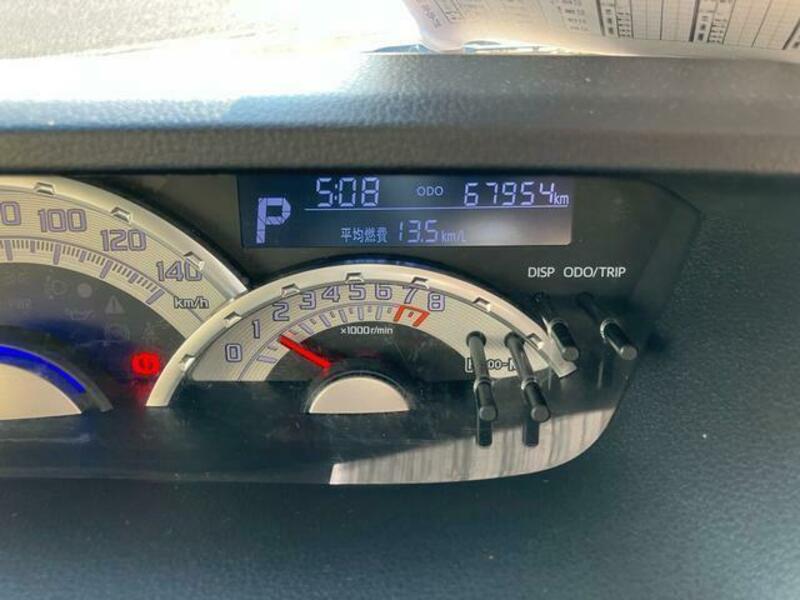 5:08 ODO 67954km
P
平均燃費 13.5km/L
DISP ODO/TRIP
100 120 140
km/h
0 1 2 3 4 5 6 7 8
×1000r/min